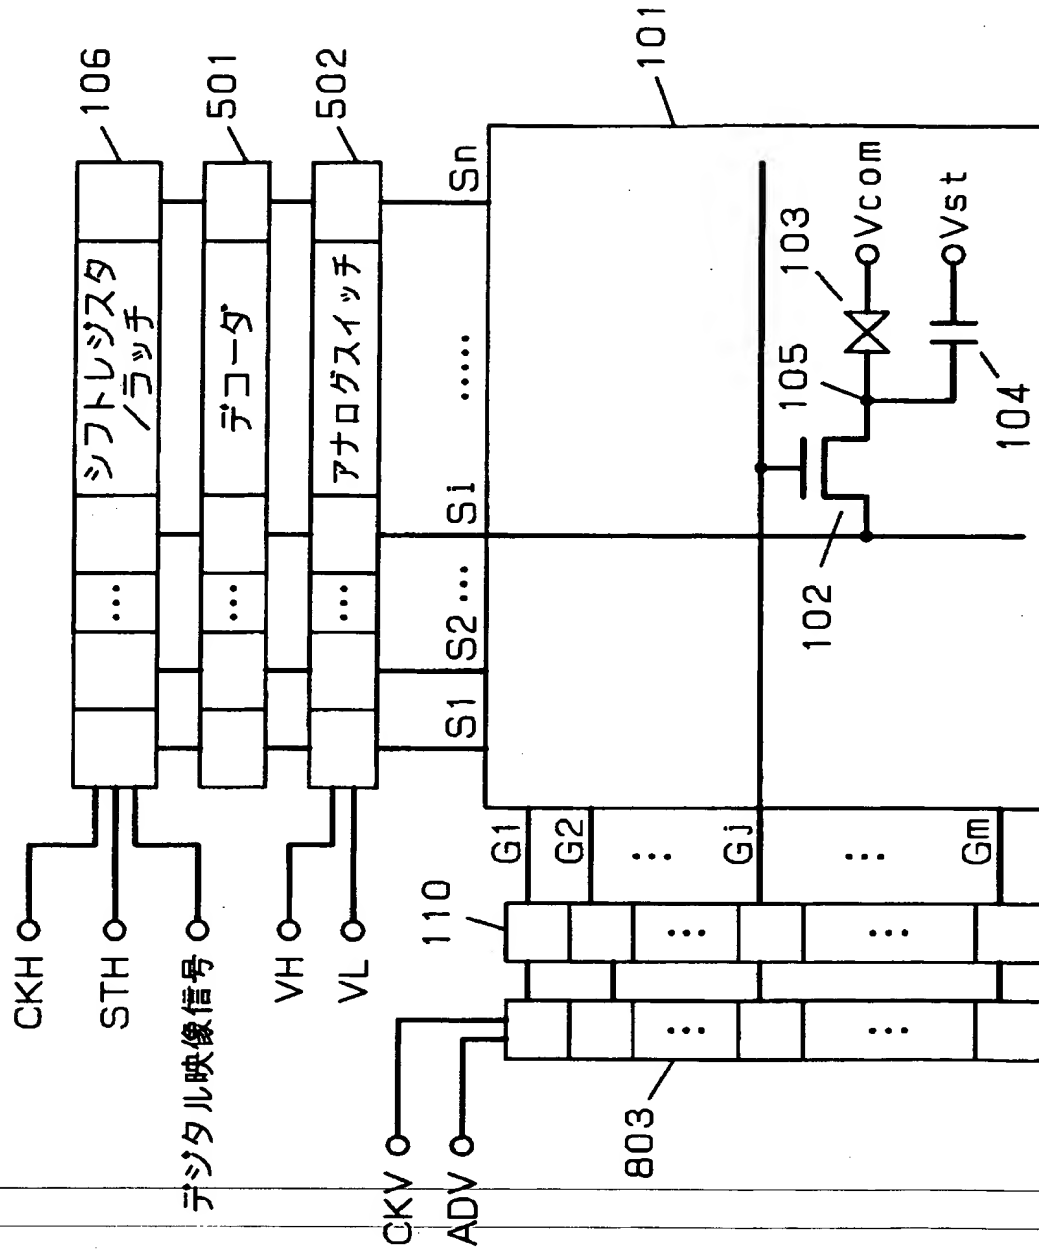 106
シフトレジスタ
/ラッチ
...
501
デコーダ
...
502
アナログスイッチ
...
CKH
STH
デジタル映像信号
VH
VL
S1
S2
...
Si
.....
Sn
101
110
G1
G2
...
Gj
...
Gm
...
...
803
...
...
CKV
ADV
102
105
103
Vcom
104
Vst